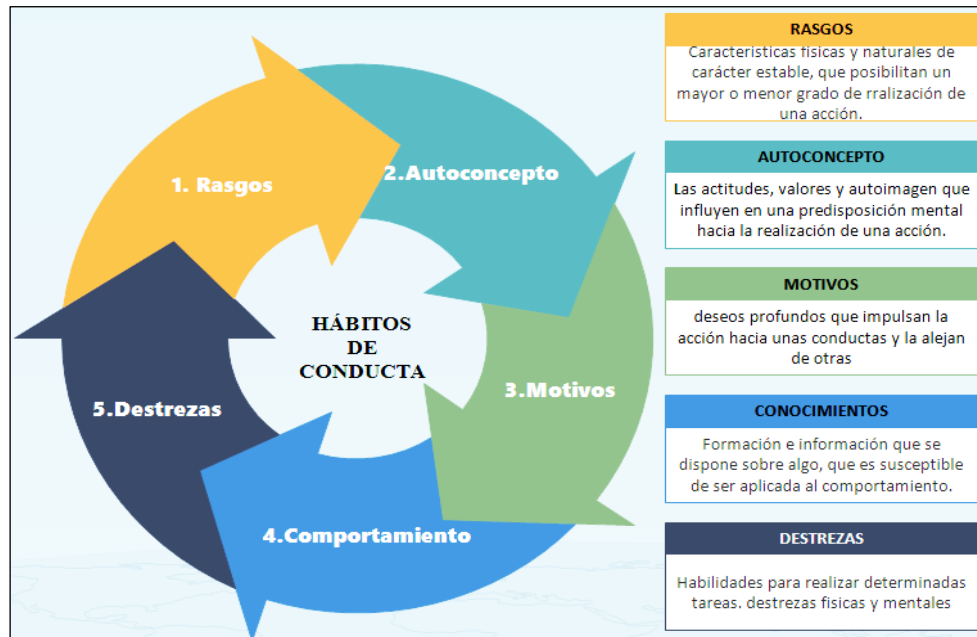 1. Rasgos
2.Autoconcepto
3.Motivos
4.Comportamiento
5.Destrezas
HÁBITOS
DE
CONDUCTA
RASGOS
Caracteristicas fisicas y naturales de
carácter estable, que posibilitan un
mayor o menor grado de rralización de
una acción.
AUTOCONCEPTO
Las actitudes, valores y autoimagen que
influyen en una predisposición mental
hacia la realización de una acción.
MOTIVOS
deseos profundos que impulsan la
acción hacia unas conductas y la alejan
de otras
CONOCIMIENTOS
Formación e información que se
dispone sobre algo, que es susceptible
de ser aplicada al comportamiento.
DESTREZAS
Habilidades para realizar determinadas
tareas. destrezas fisicas y mentales